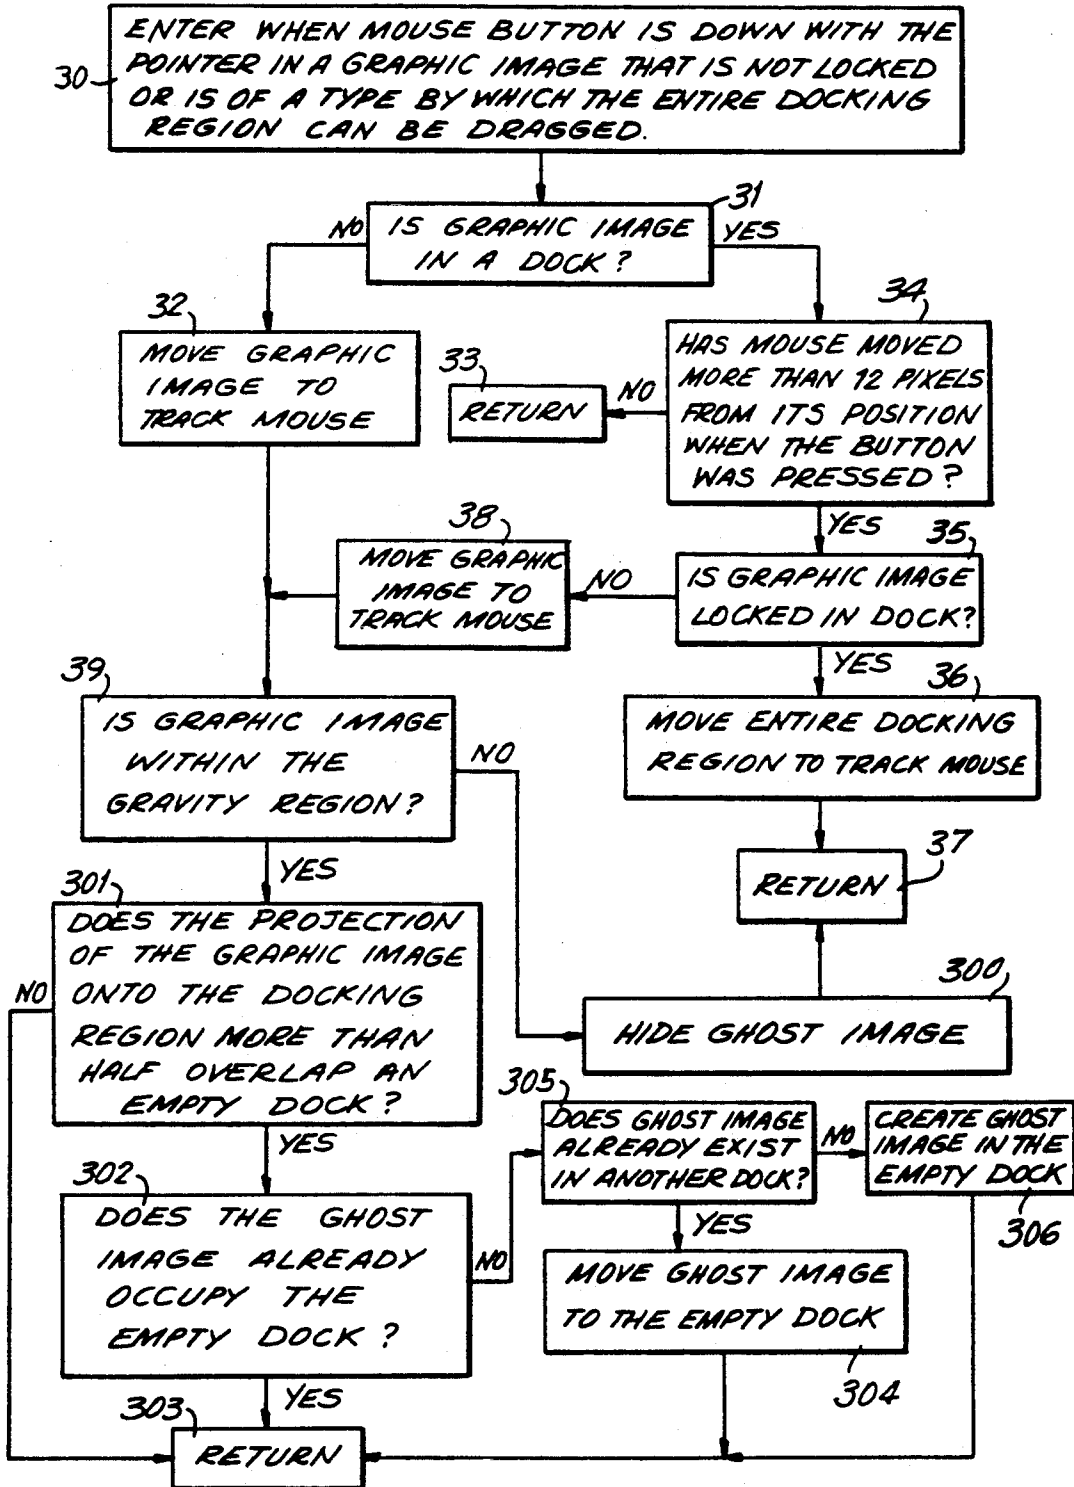 ENTER WHEN MOUSE BUTTON IS DOWN WITH THE
30 POINTER IN A GRAPHIC IMAGE THAT IS NOT LOCKED
OR IS OF A TYPE BY WHICH THE ENTIRE DOCKING
REGION CAN BE DRAGGED.
31
NO
IS GRAPHIC IMAGE
IN A DOCK?
YES
32
MOVE GRAPHIC
IMAGE TO
TRACK MOUSE
34
HAS MOUSE MOVED
MORE THAN 12 PIXELS
FROM ITS POSITION
WHEN THE BUTTON
WAS PRESSED?
NO
33
RETURN
YES
35
IS GRAPHIC IMAGE
LOCKED IN DOCK?
NO
38
MOVE GRAPHIC
IMAGE TO
TRACK MOUSE
YES
36
MOVE ENTIRE DOCKING
REGION TO TRACK MOUSE
37
RETURN
39
IS GRAPHIC IMAGE
WITHIN THE
GRAVITY REGION?
NO
300
HIDE GHOST IMAGE
YES
301
DOES THE PROJECTION
OF THE GRAPHIC IMAGE
ONTO THE DOCKING
REGION MORE THAN
HALF OVERLAP AN
EMPTY DOCK?
NO
YES
302
DOES THE GHOST
IMAGE ALREADY
OCCUPY THE
EMPTY DOCK?
NO
305
DOES GHOST IMAGE
ALREADY EXIST
IN ANOTHER DOCK?
NO
CREATE GHOST
IMAGE IN THE
EMPTY DOCK
306
YES
MOVE GHOST IMAGE
TO THE EMPTY DOCK
304
YES
303
RETURN